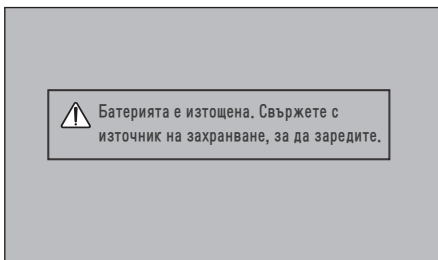 Батерията е изтощена. Свържете с
източник на захранване, за да заредите.